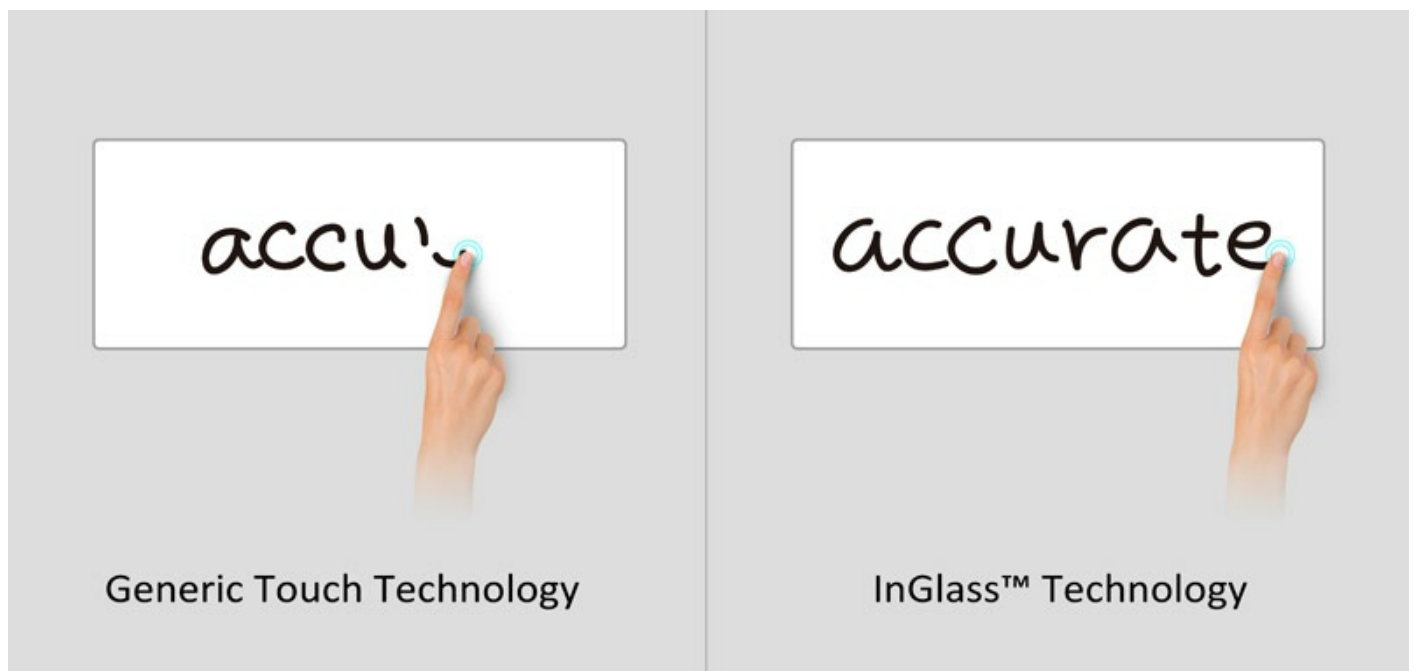 accu
accurate
Generic Touch Technology
InGlass™ Technology